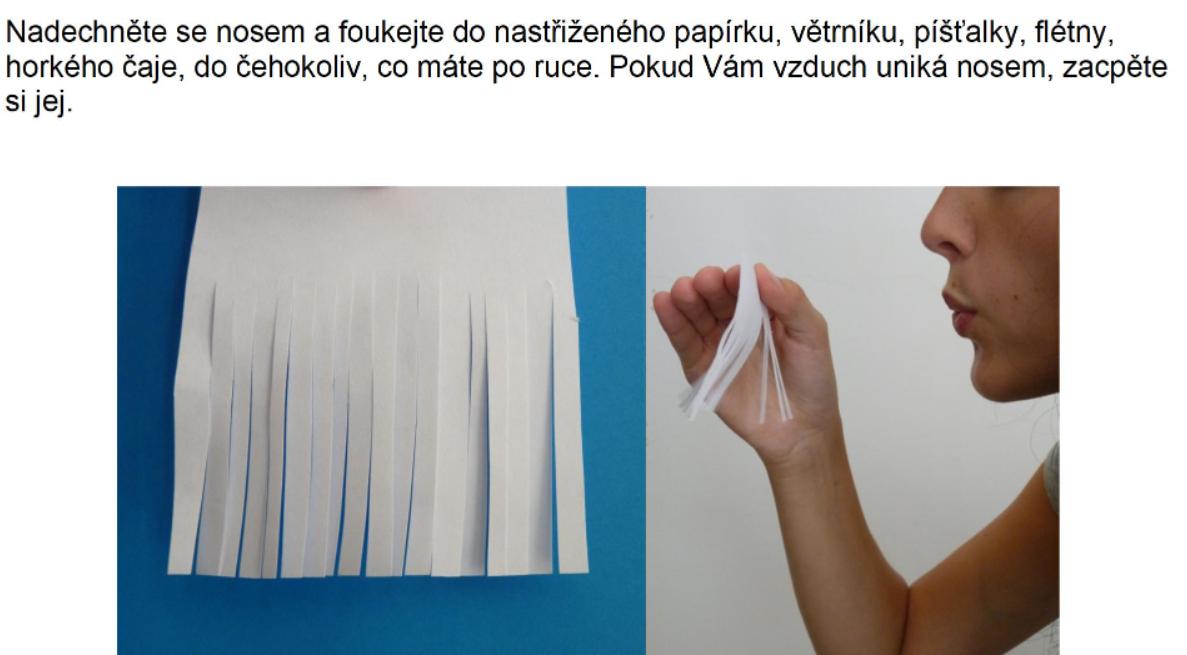 Nadechněte se nosem a foukejte do nastřiženého papírku, větrníku, píšťalky, flétny,
horkého čaje, do čehokoliv, co máte po ruce. Pokud Vám vzduch uniká nosem, zacpěte
si jej.